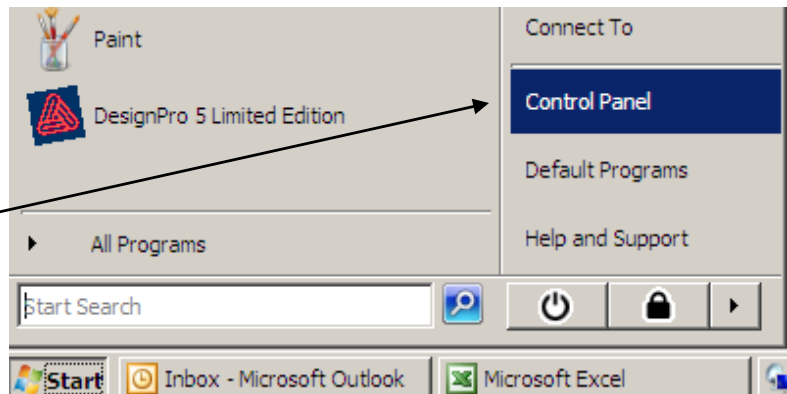 Paint
DesignPro 5 Limited Edition
All Programs
Start Search
Connect To
Control Panel
Default Programs
Help and Support
Start
Inbox - Microsoft Outlook
Microsoft Excel